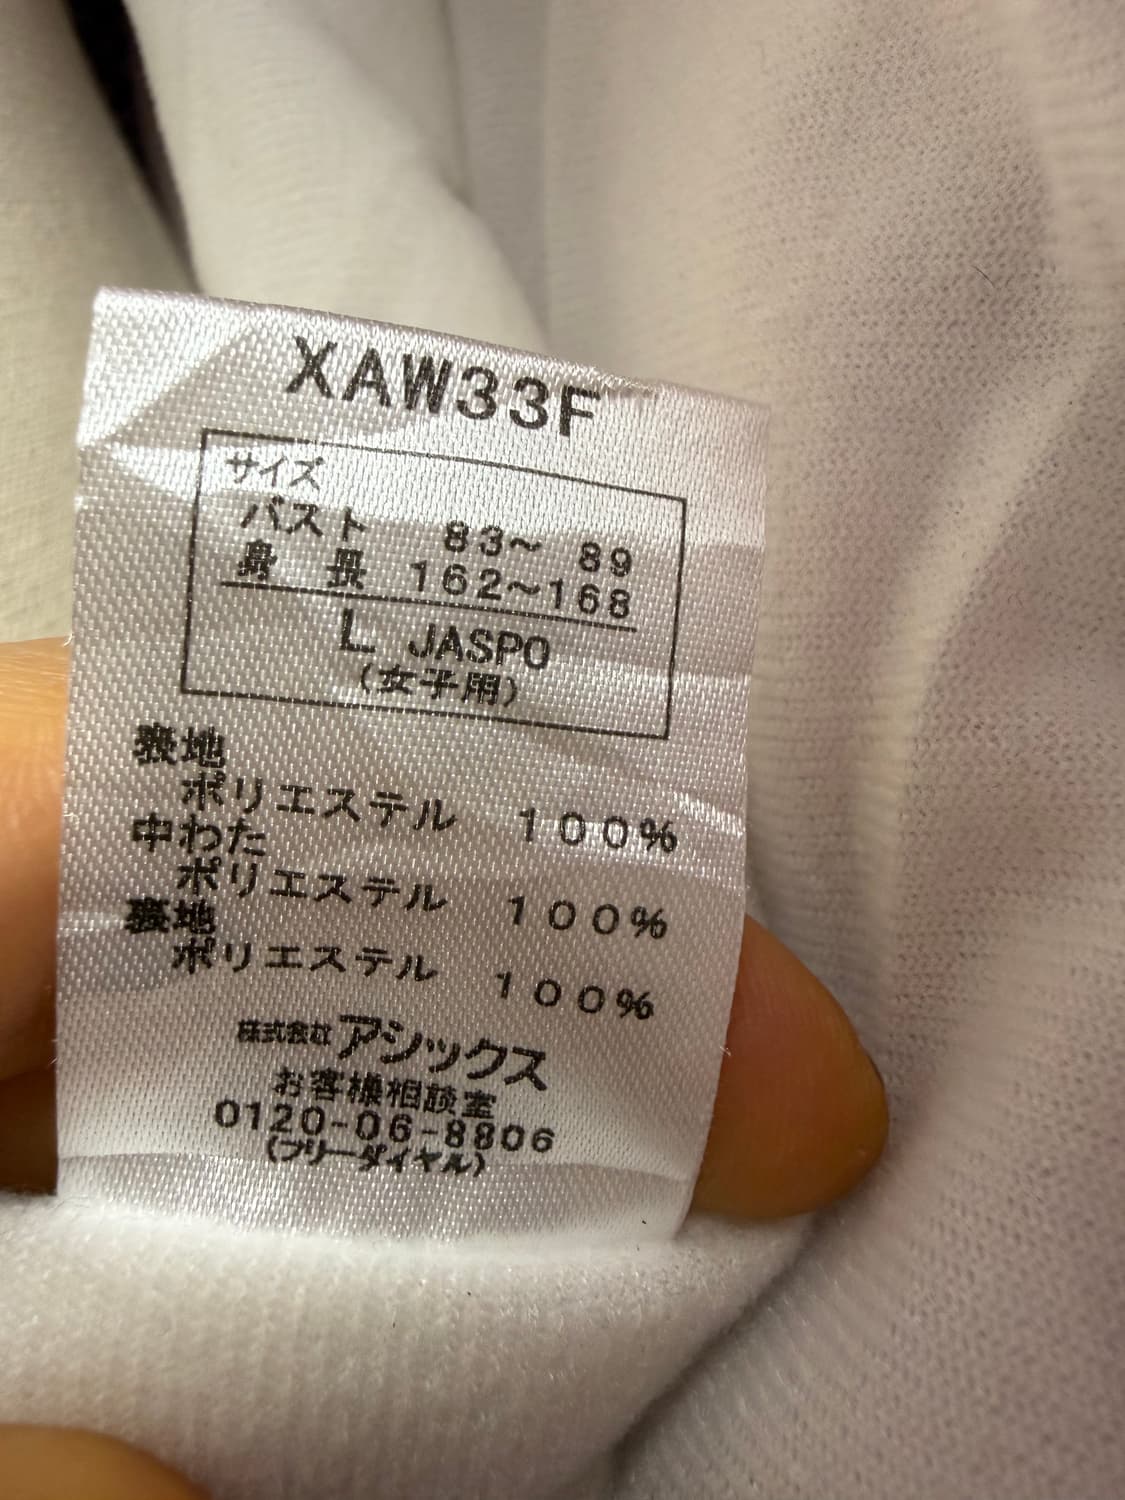 XAW33F
サイズ
バスト 83~ 89
身長 162~168
L JASPO
(女子用)
表地
ポリエステル 100%
中わた
ポリエステル 100%
裏地
ポリエステル 100%
株式会社アシックス
お客様相談室
0120-06-8806
(フリーダイヤル)